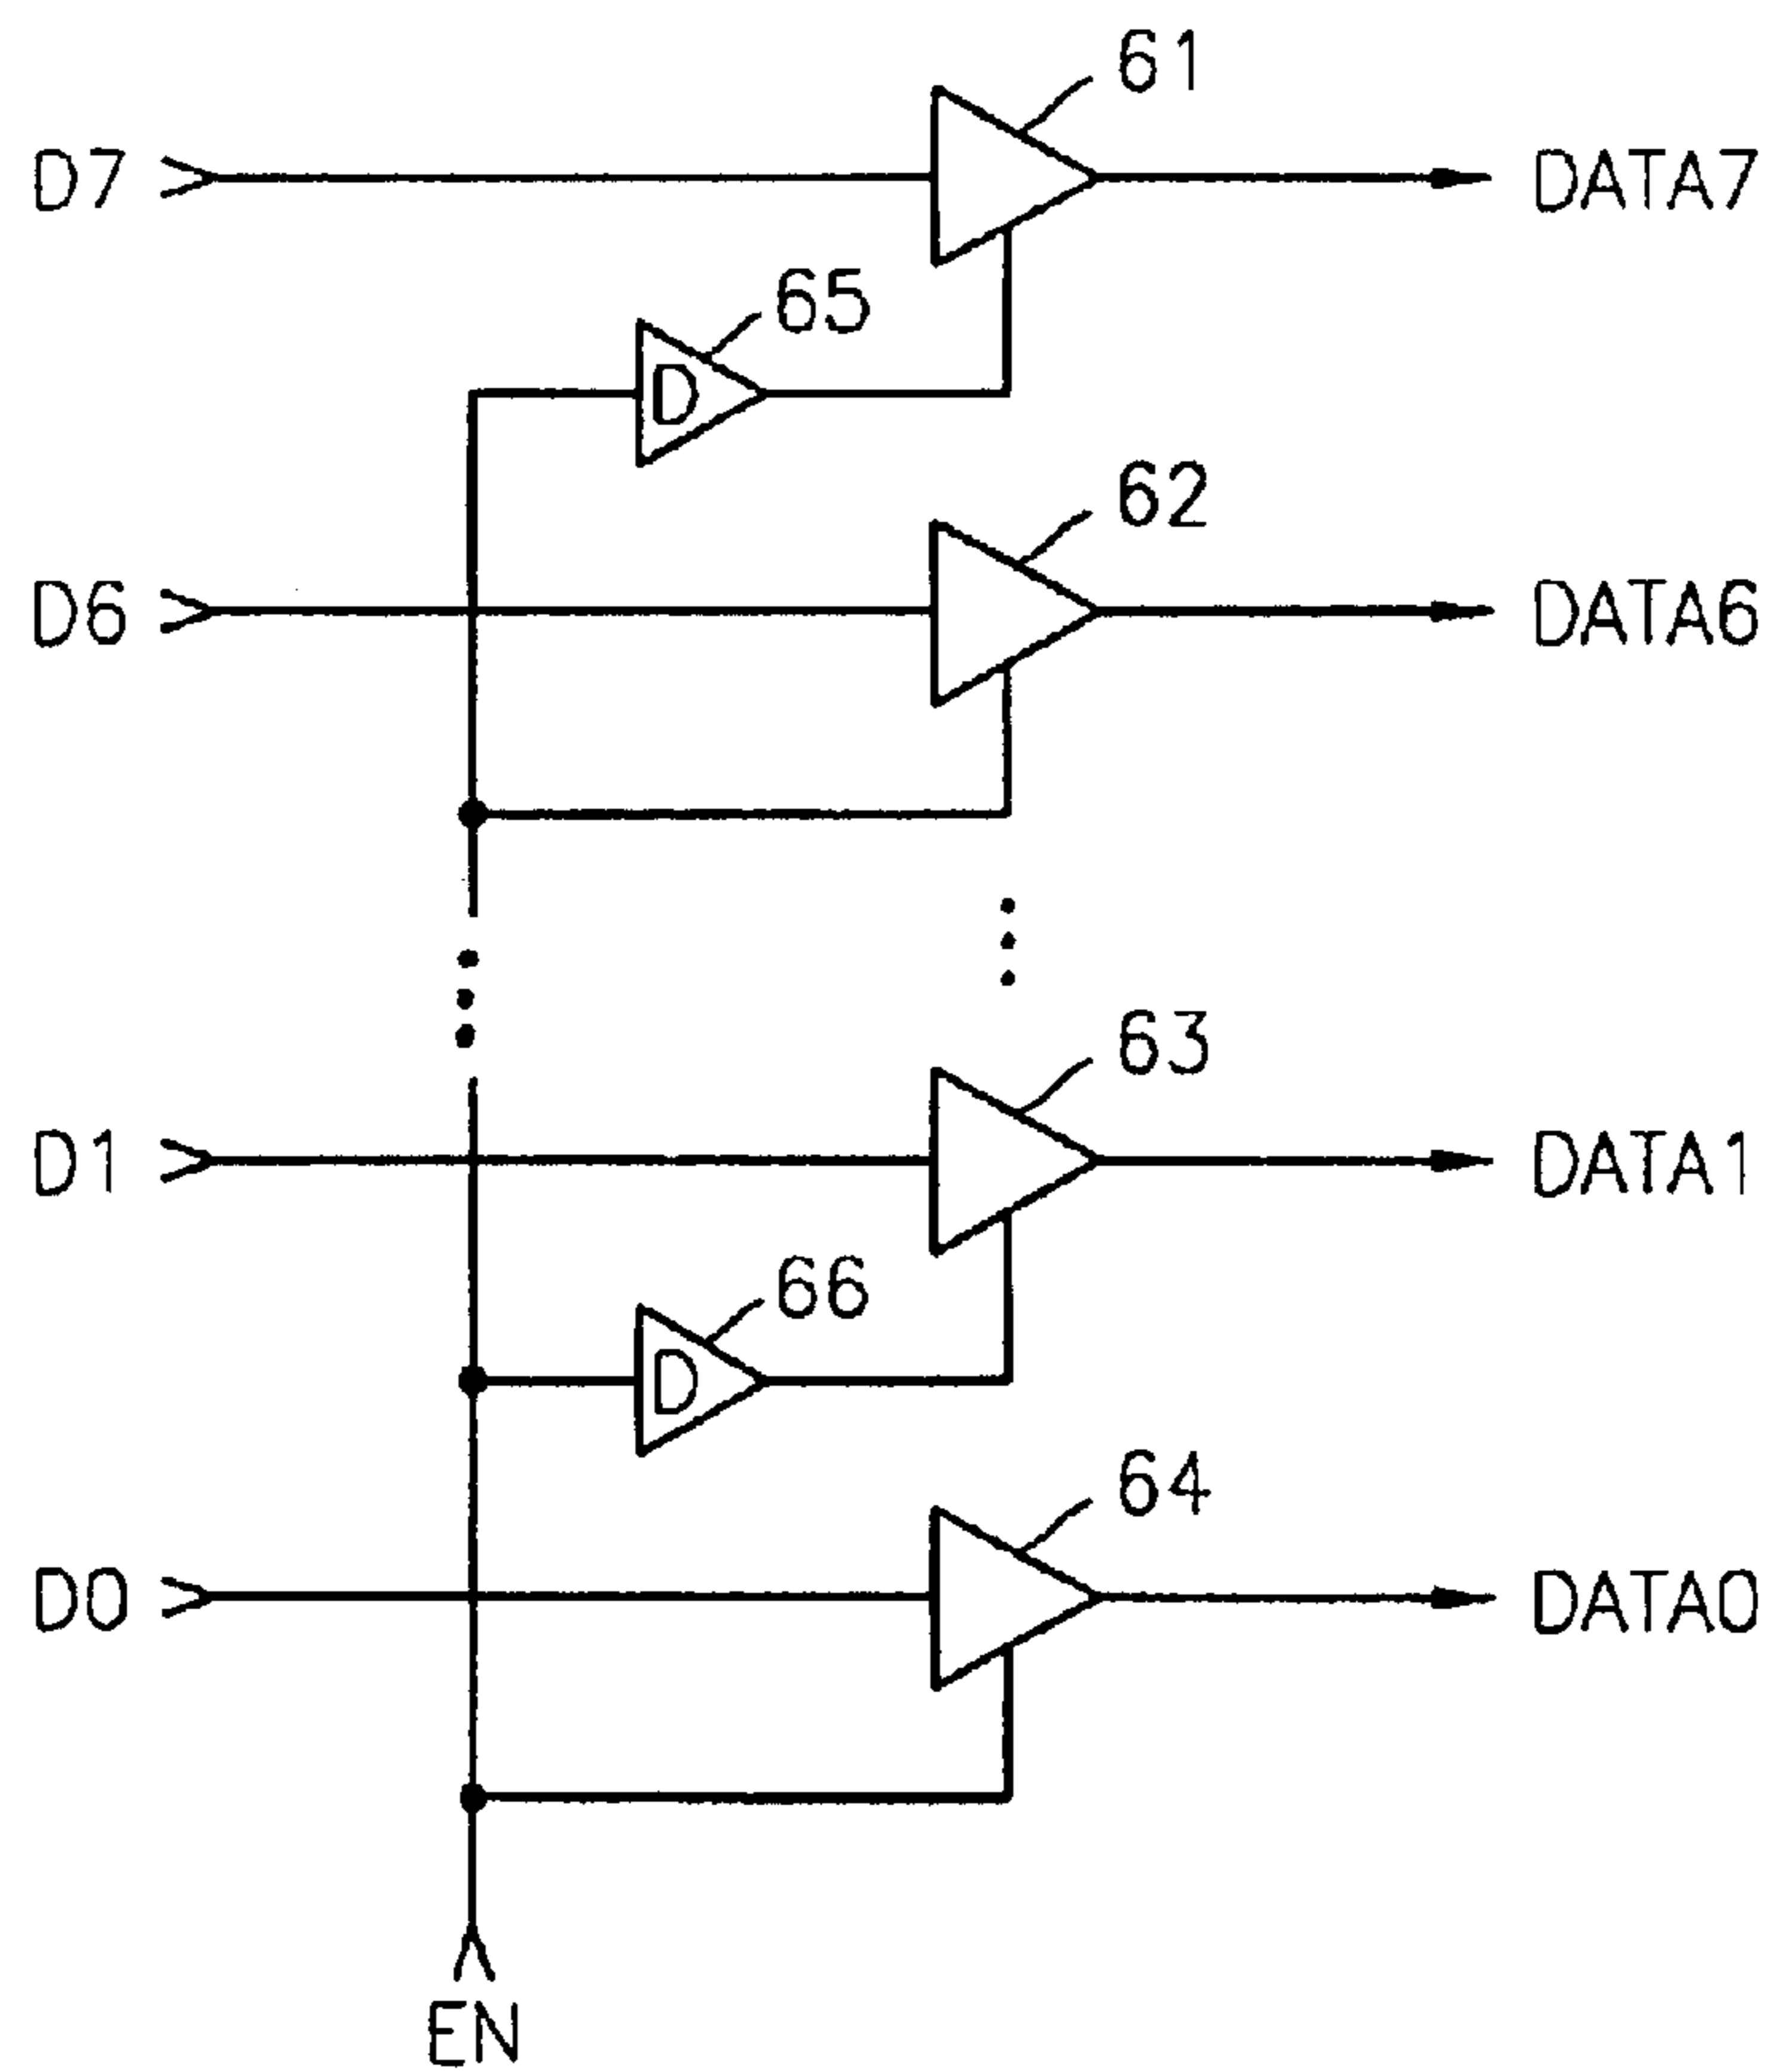 61
D7 DATA7
65
D
62
D6 DATA6
63
D1 DATA1
66
D
64
D0 DATA0
EN